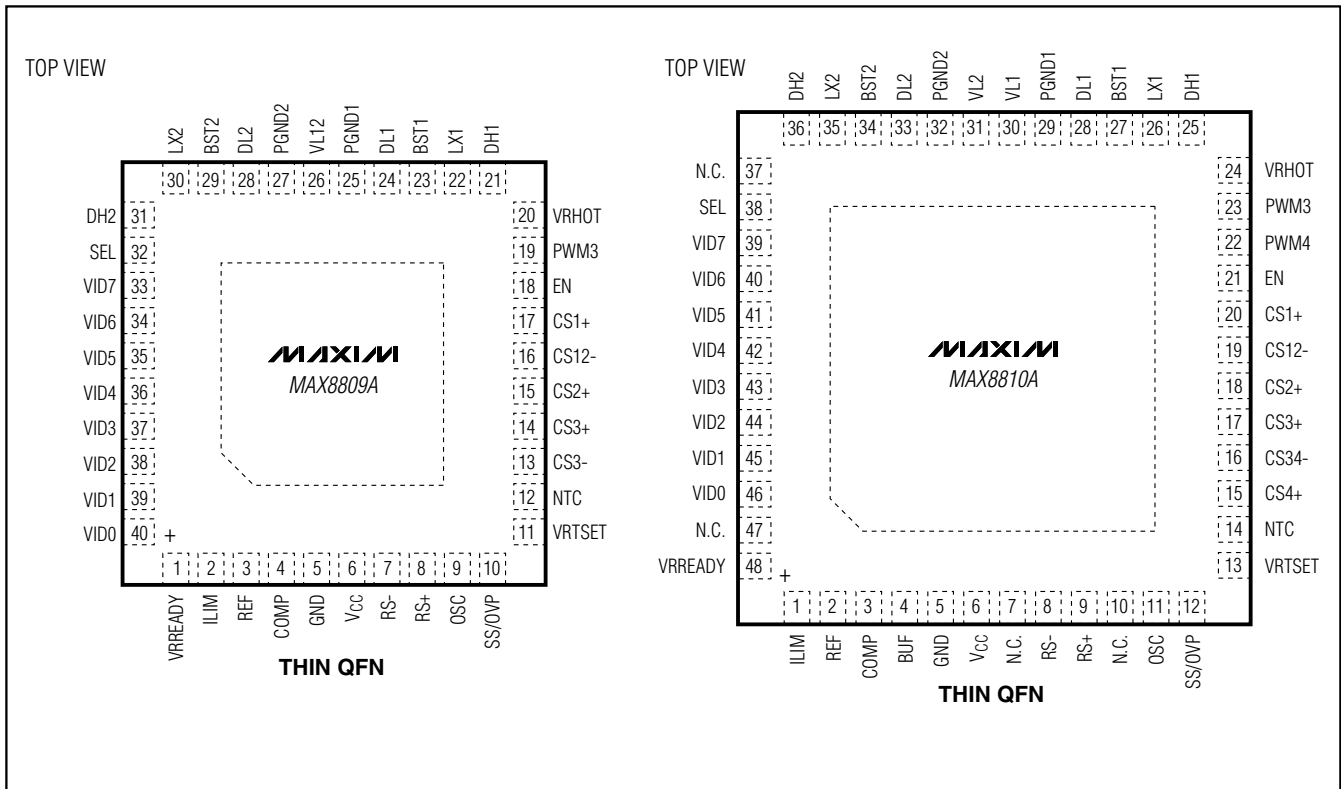 TOP VIEW
LX2
BST2
DL2
PGND2
VL12
PGND1
DL1
BST1
LX1
DH1
30 29 28 27 26 25 24 23 22 21
DH2 31
SEL 32
VID7 33
VID6 34
VID5 35
VID4 36
VID3 37
VID2 38
VID1 39
VID0 40
+
20 VRHOT
19 PWM3
18 EN
17 CS1+
16 CS12-
15 CS2+
14 CS3+
13 CS3-
12 NTC
11 VRTSET
MAXIM
MAX8809A
1 2 3 4 5 6 7 8 9 10
VRREADY
ILIM
REF
COMP
GND
VCC
RS-
RS+
OSC
SS/OVP
THIN QFN
TOP VIEW
DH2
LX2
BST2
DL2
PGND2
VL2
VL1
PGND1
DL1
BST1
LX1
DH1
36 35 34 33 32 31 30 29 28 27 26 25
N.C. 37
SEL 38
VID7 39
VID6 40
VID5 41
VID4 42
VID3 43
VID2 44
VID1 45
VID0 46
N.C. 47
VRREADY 48
+
24 VRHOT
23 PWM3
22 PWM4
21 EN
20 CS1+
19 CS12-
18 CS2+
17 CS3+
16 CS34-
15 CS4+
14 NTC
13 VRTSET
MAXIM
MAX8810A
1 2 3 4 5 6 7 8 9 10 11 12
ILIM
REF
COMP
BUF
GND
VCC
N.C.
RS-
RS+
N.C.
OSC
SS/OVP
THIN QFN